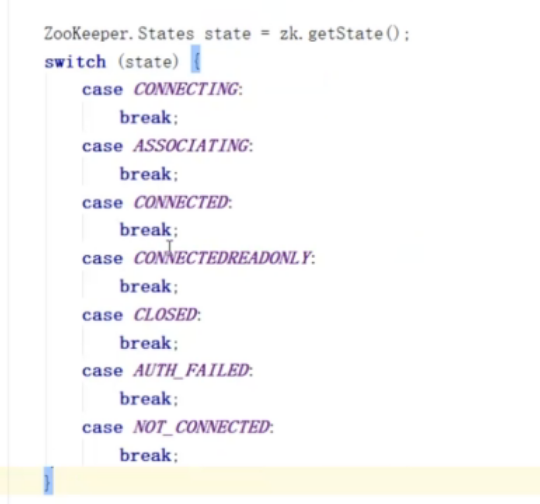 ZooKeeper.States state = zk.getState();
switch (state) {
case CONNECTING:
break;
case ASSOCIATING:
break;
case CONNECTED:
break;
case CONNECTEDREADONLY:
break;
case CLOSED:
break;
case AUTH_FAILED:
break;
case NOT_CONNECTED:
break;
}